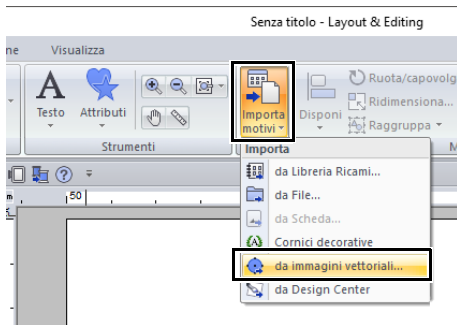 Senza titolo - Layout & Editing
ne Visualizza
Testo
Attributi
Importa
motivi
Disponi
Ruota/capovolg
Ridimensiona...
Raggruppa
Strumenti
Importa
M
da Libreria Ricami...
da File...
da Scheda...
Cornici decorative
da immagini vettoriali...
da Design Center
50